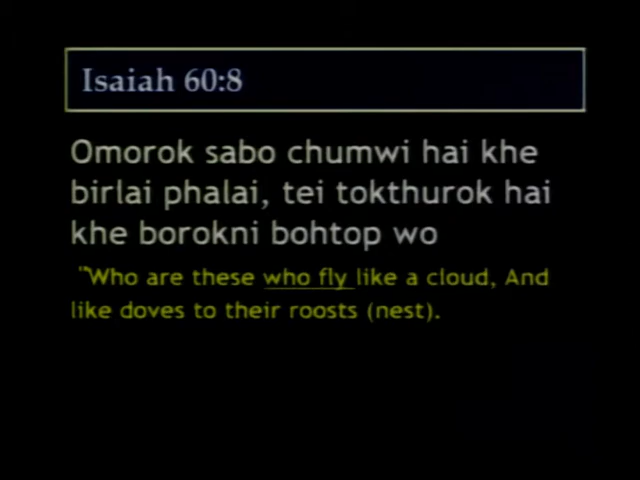 Isaiah 60:8
Omorok sabo chumwi hai khe
birlai phalai, tei tokthurok hai
khe borokni bohtop wo
"Who are these who fly like a cloud, And
like doves to their roosts (nest).